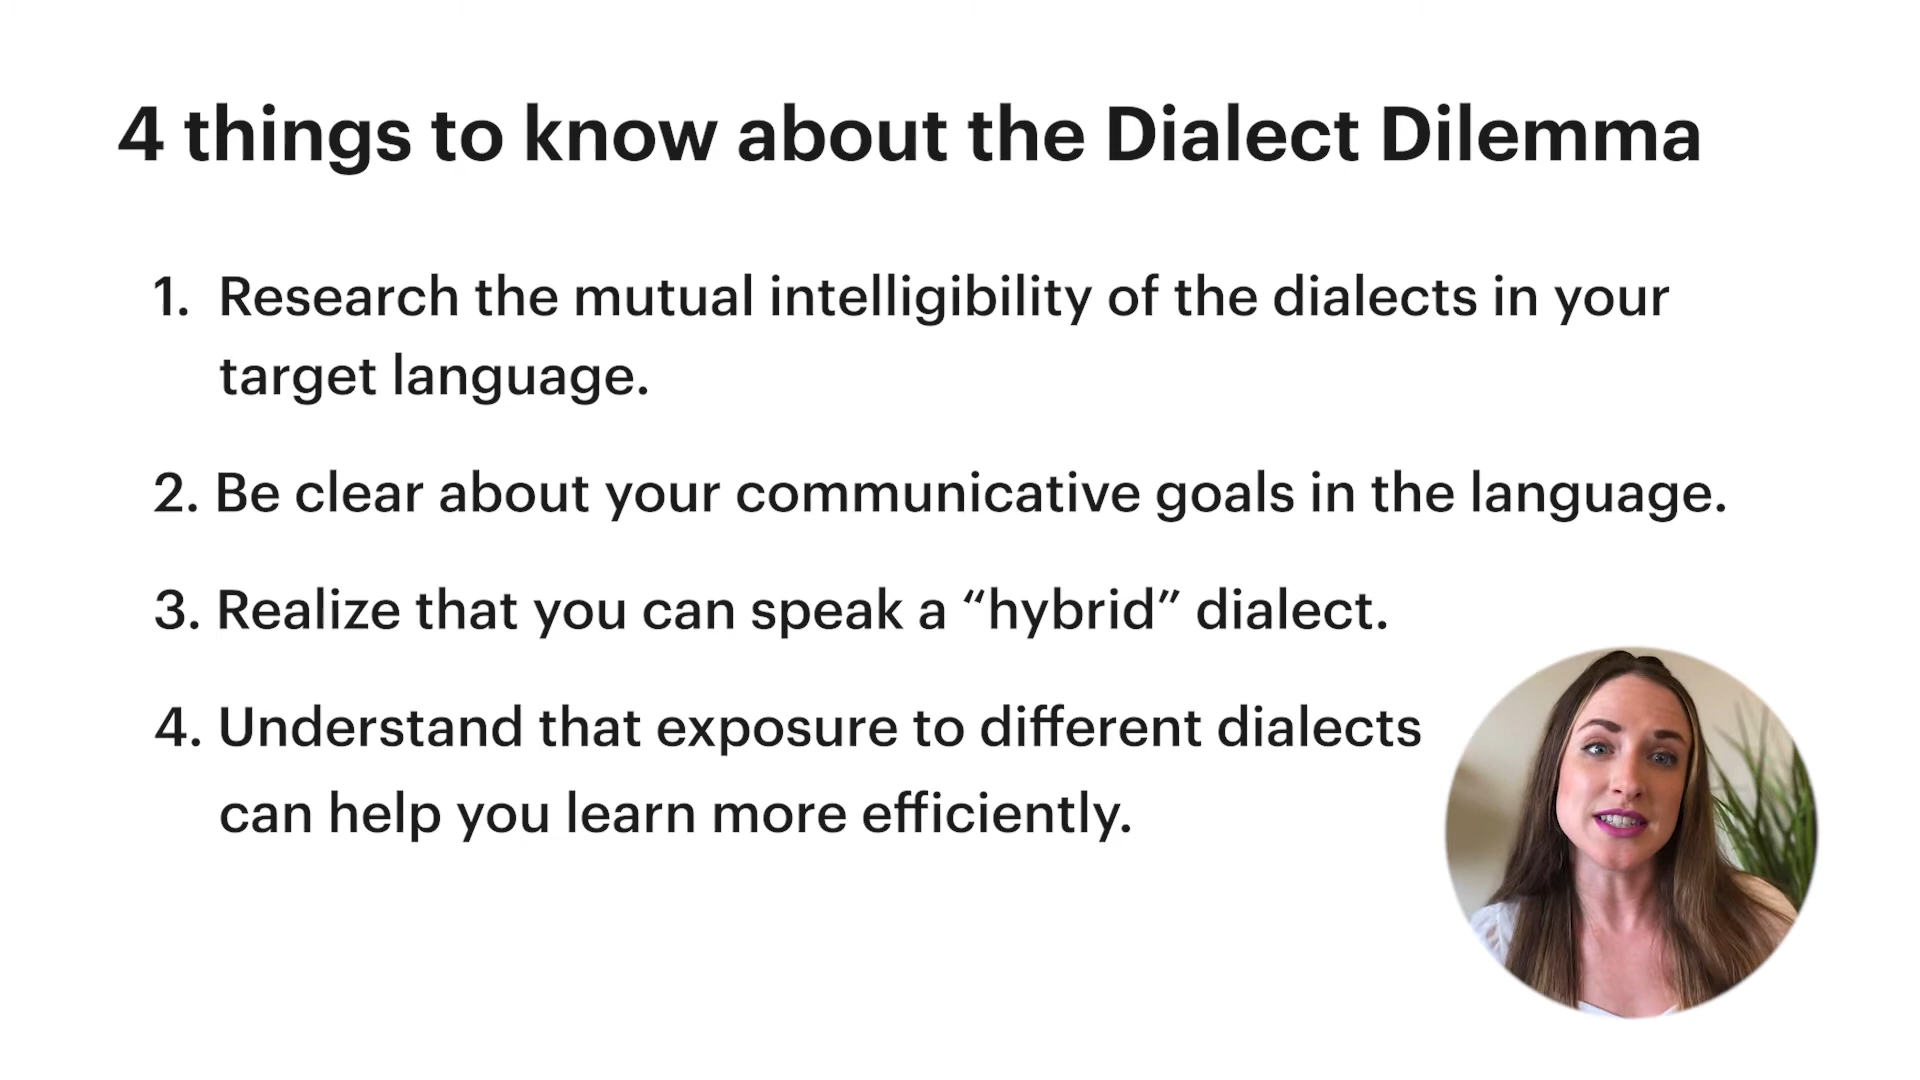 4 things to know about the Dialect Dilemma
1. Research the mutual intelligibility of the dialects in your
target language.
2. Be clear about your communicative goals in the language.
3. Realize that you can speak a “hybrid” dialect.
4. Understand that exposure to different dialects
can help you learn more efficiently.